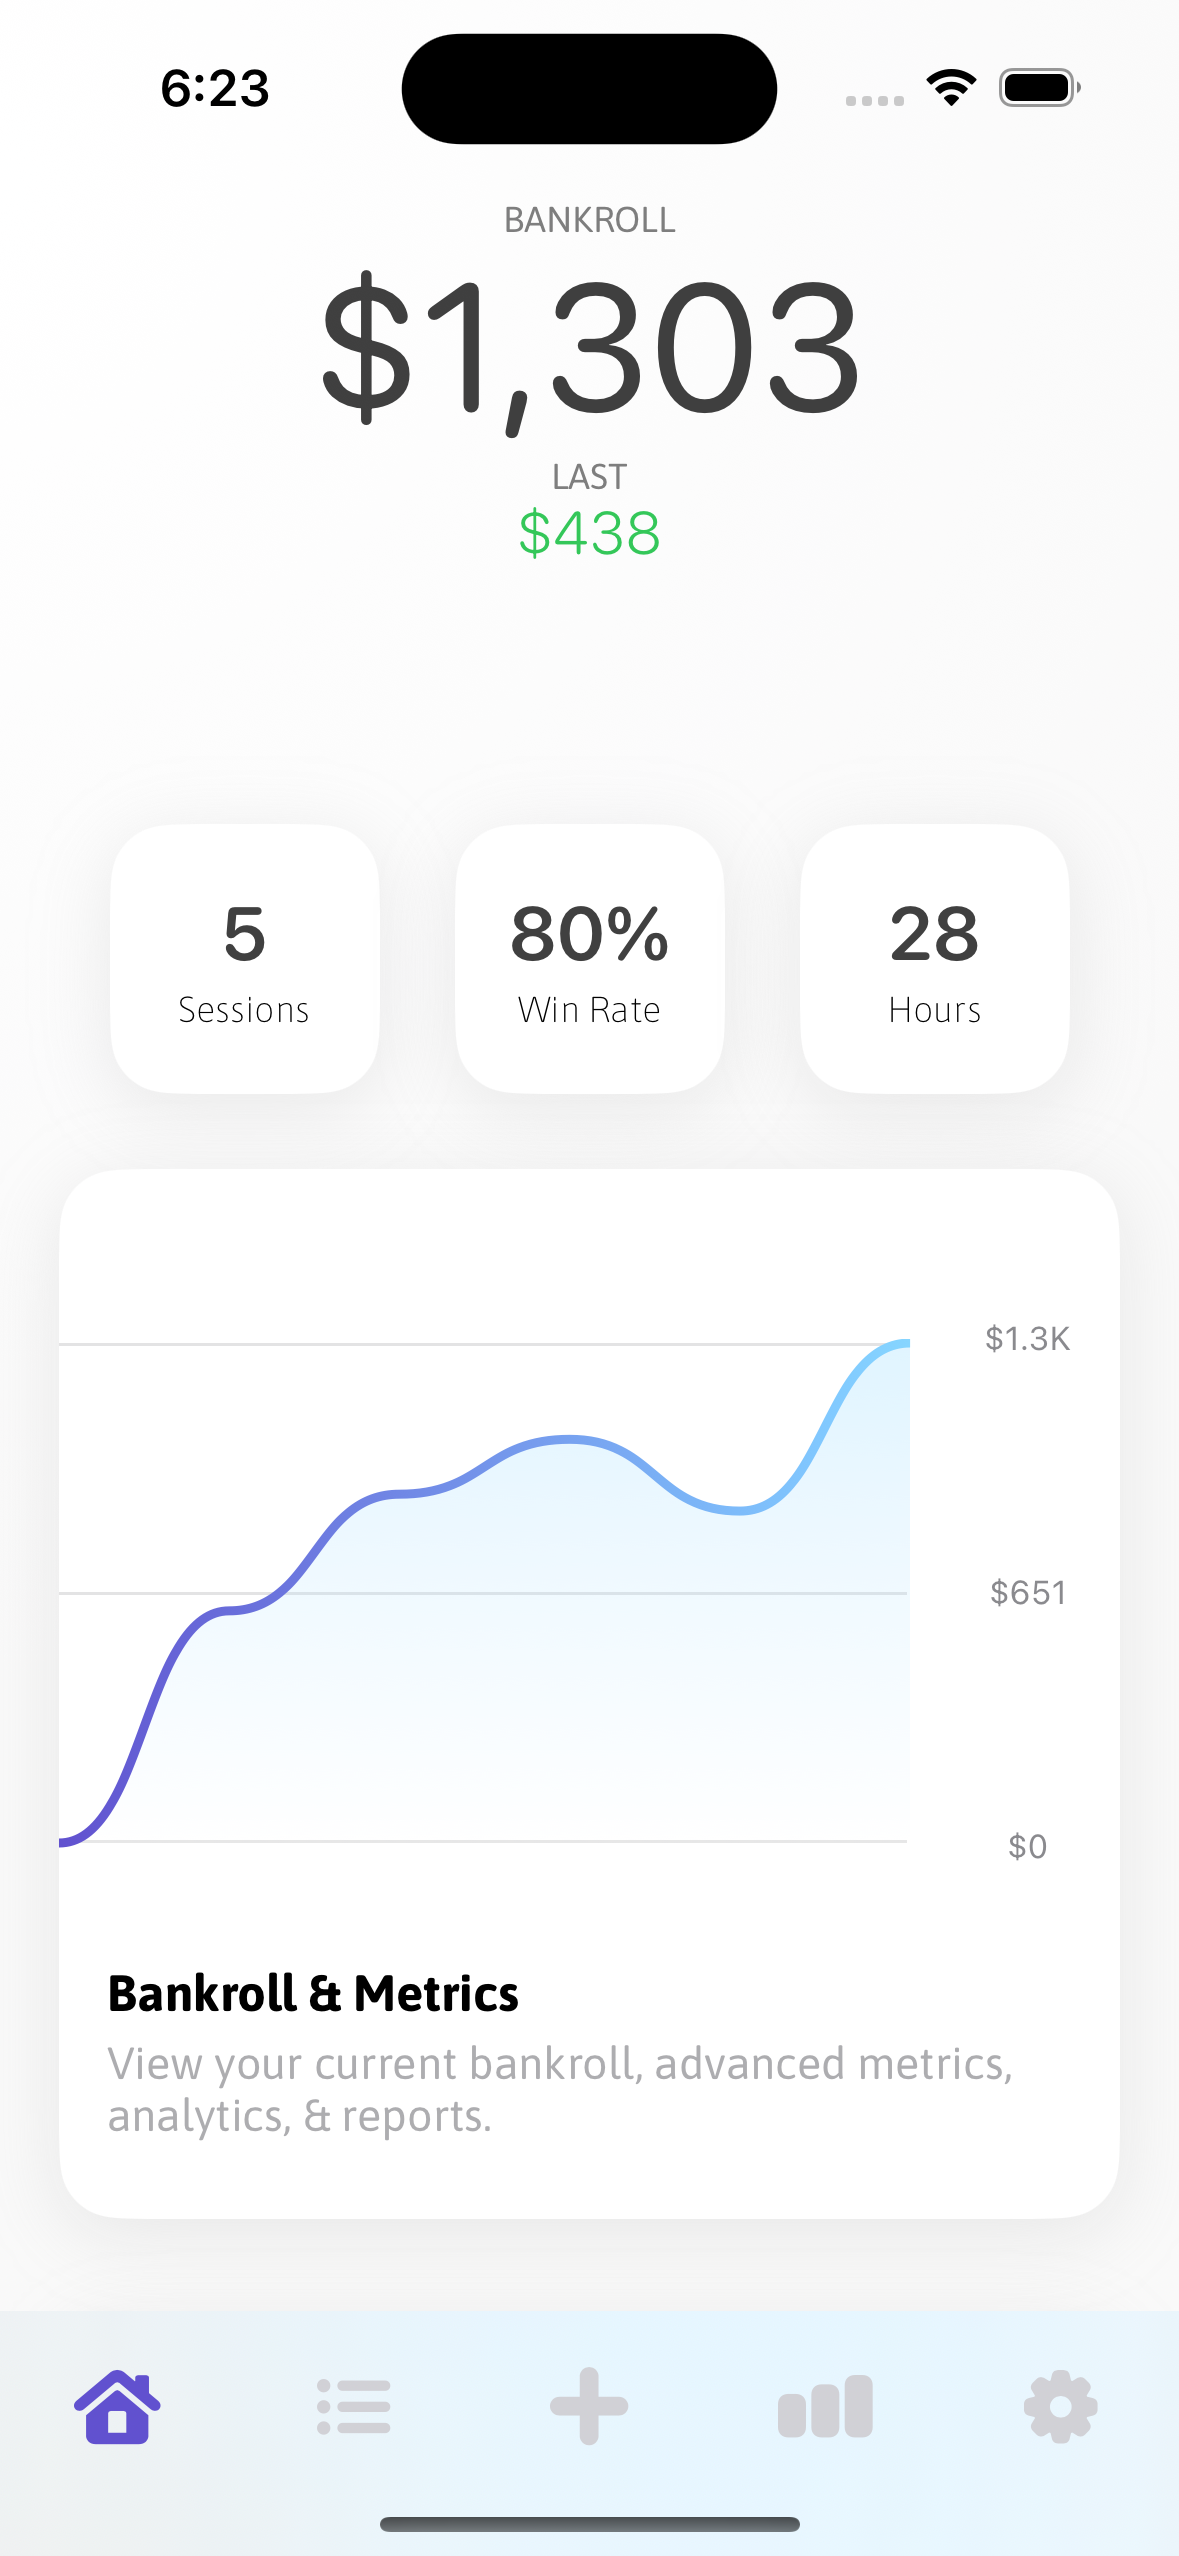 6:23
BANKROLL
$1,303
LAST
$438
5
Sessions
80%
Win Rate
28
Hours
$1.3K
$651
$0
Bankroll & Metrics
View your current bankroll, advanced metrics,
analytics, & reports.